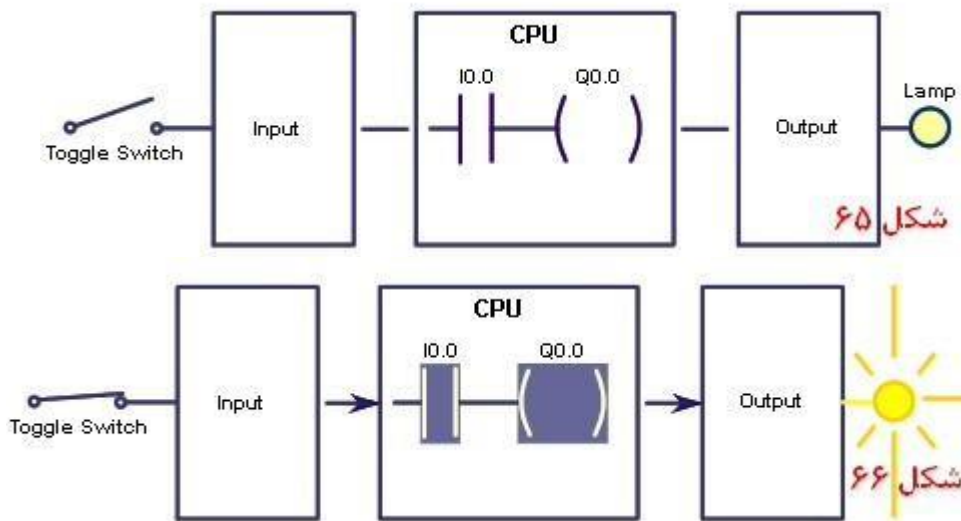 CPU
I0.0 Q0.0
Lamp
Input
Output
Toggle Switch
شکل ۶۵
CPU
I0.0 Q0.0
Input
Output
Toggle Switch
شکل ۶۶